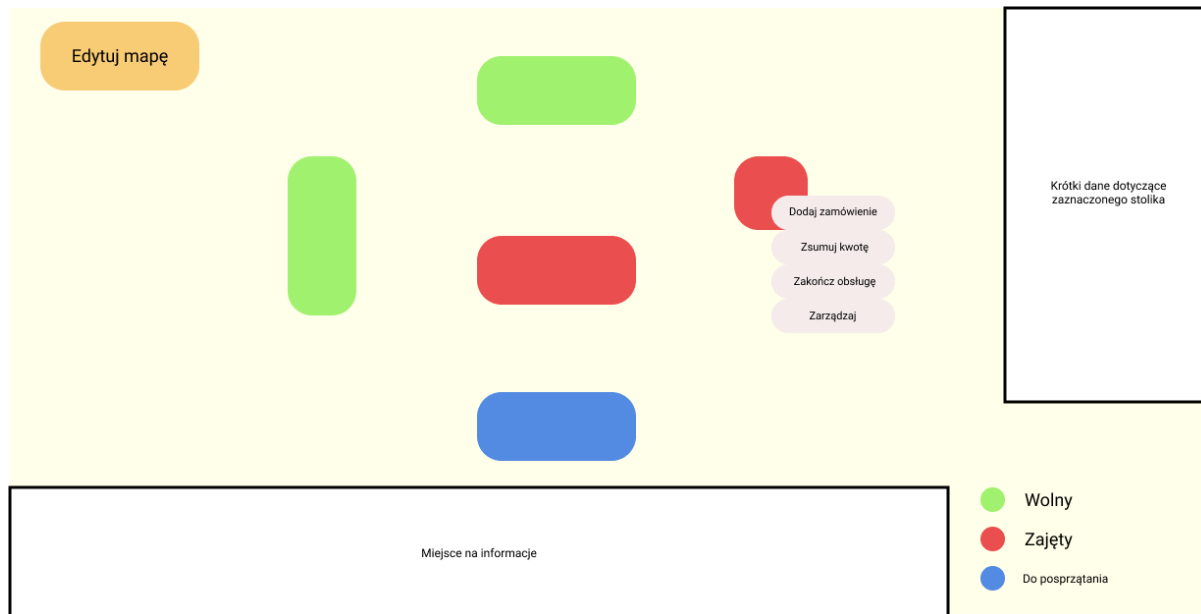 Edytuj mapę
Krótki dane dotyczące
zaznaczonego stolika
Dodaj zamówienie
Zsumuj kwotę
Zakończ obsługę
Zarządzaj
Miejsce na informacje
Wolny
Zajęty
Do posprzątania